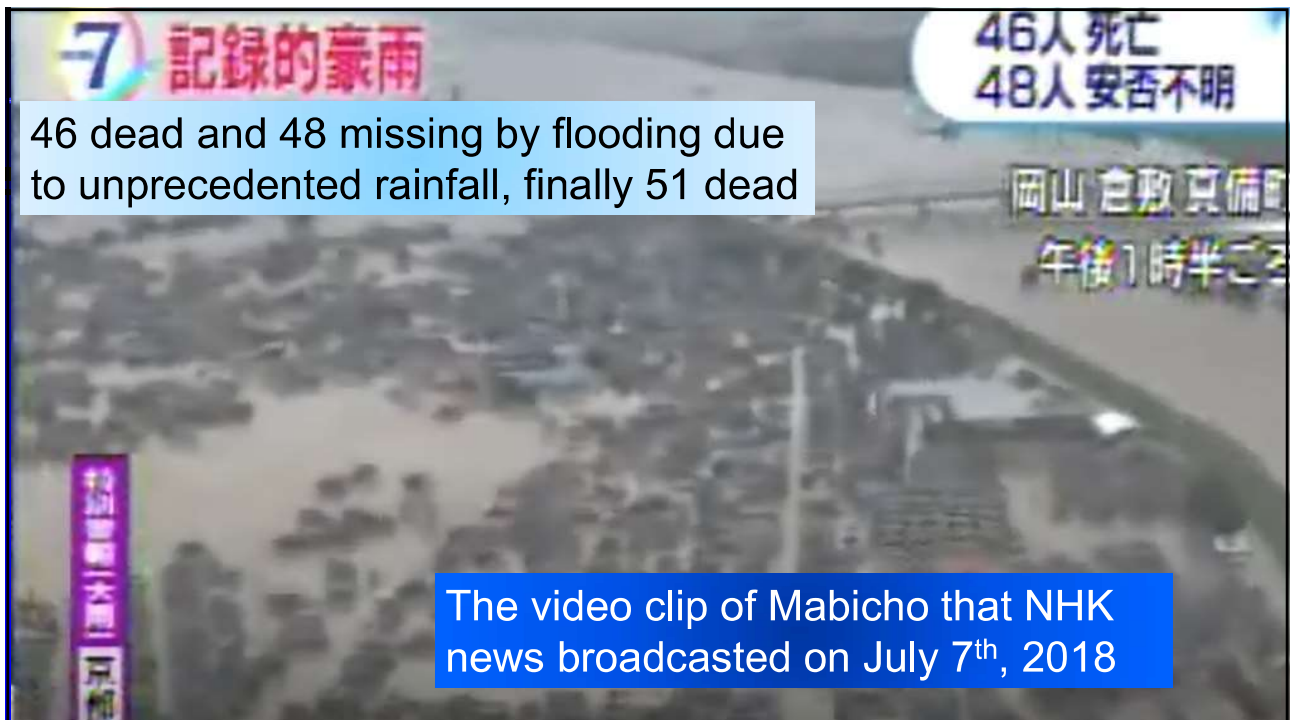 7 記録的豪雨
46人 死亡
48人 安否不明
46 dead and 48 missing by flooding due
to unprecedented rainfall, finally 51 dead
岡山 倉敷 真備町
午後1時半ごろ
特別警報(大雨)
京都
The video clip of Mabicho that NHK
news broadcasted on July 7th, 2018